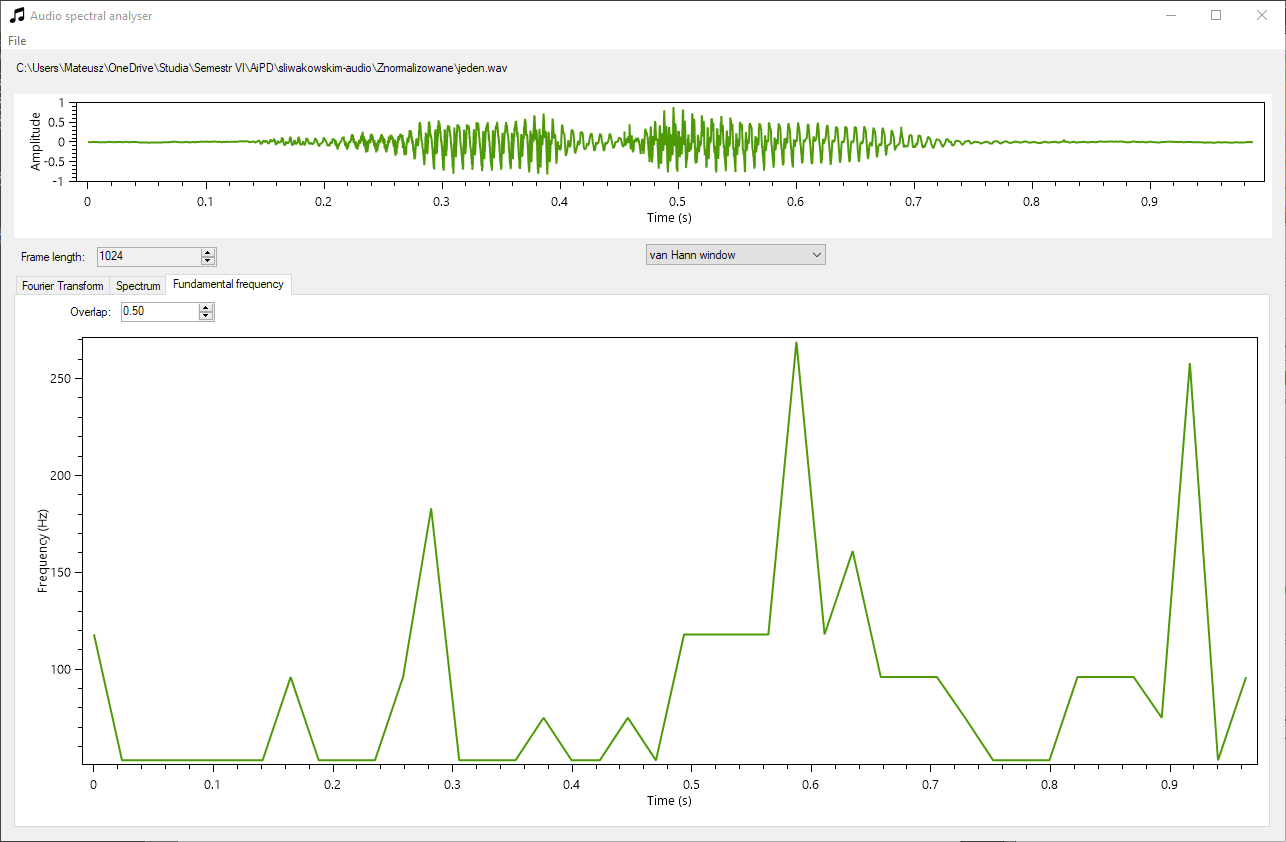 Audio spectral analyser
File
C:\Users\Mateusz\OneDrive\Studia\Semestr VI\AiPD\sliwakowskim-audio\Znormalizowane\jeden.wav
Amplitude
1
0.5
0
-0.5
-1
0 0.1 0.2 0.3 0.4 0.5 0.6 0.7 0.8 0.9
Time (s)
Frame length: 1024 van Hann window
Fourier Transform Spectrum Fundamental frequency
Overlap: 0.50
Frequency (Hz)
250
200
150
100
0 0.1 0.2 0.3 0.4 0.5 0.6 0.7 0.8 0.9
Time (s)